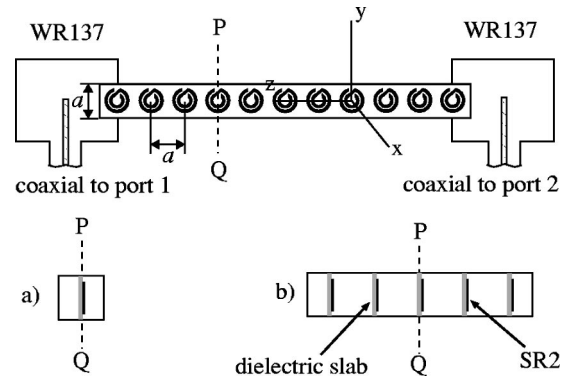 WR137
WR137
P
y
a
z
a
x
Q
coaxial to port 1
coaxial to port 2
P
P
a)
b)
Q
dielectric slab
Q
SR2